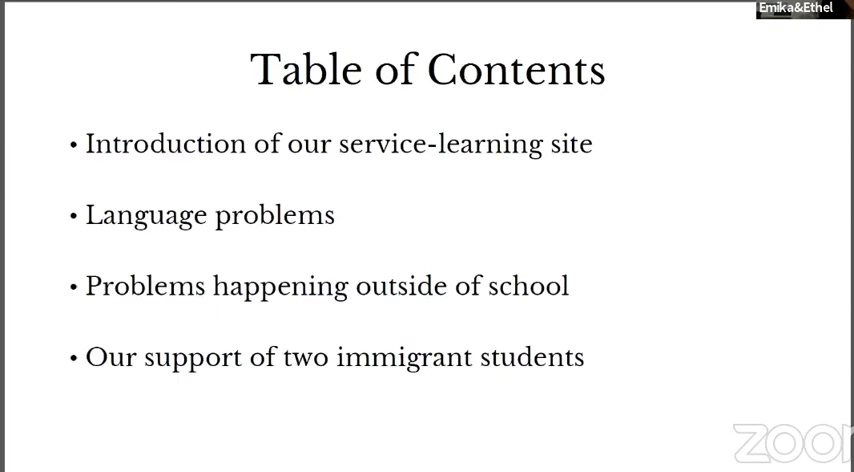 Emika&Ethel
Table of Contents
• Introduction of our service-learning site
• Language problems
• Problems happening outside of school
• Our support of two immigrant students
zoom